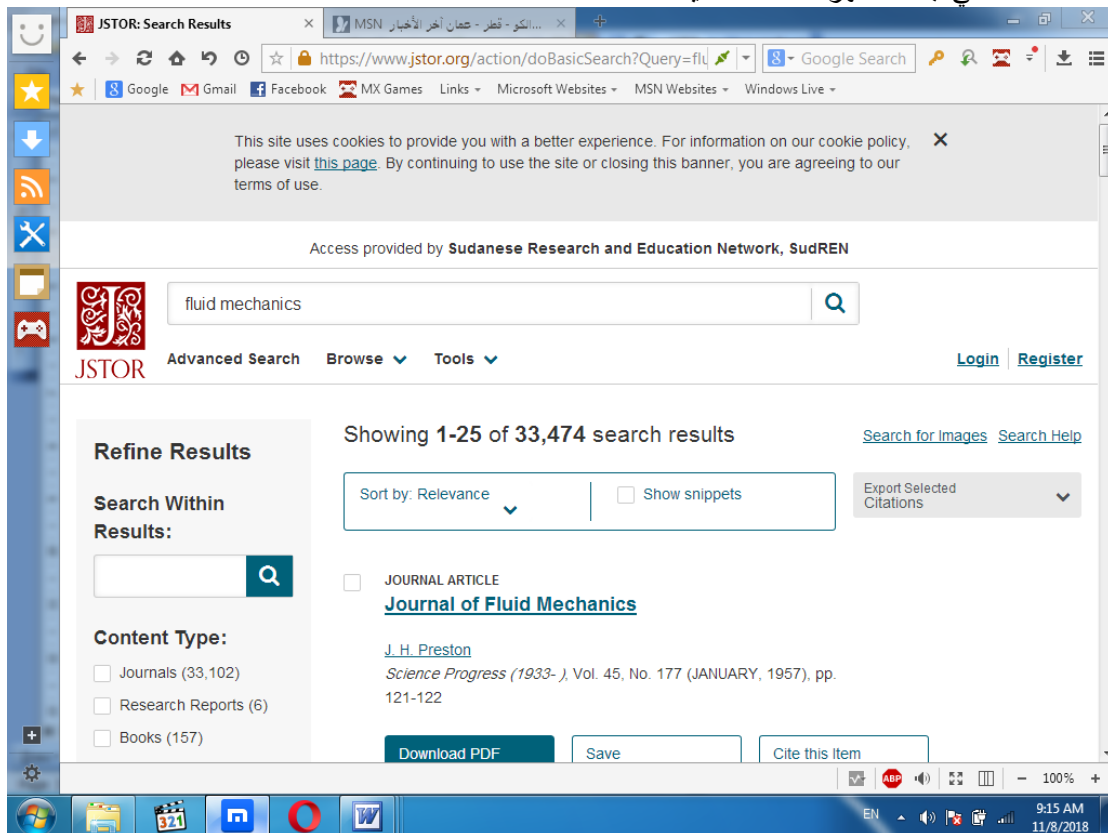 JSTOR: Search Results
الكو - قطر - عمان آخر الأخبار MSN...
https://www.jstor.org/action/doBasicSearch?Query=flu
Google Search
Google Gmail Facebook MX Games Links Microsoft Websites MSN Websites Windows Live
This site uses cookies to provide you with a better experience. For information on our cookie policy,
please visit this page. By continuing to use the site or closing this banner, you are agreeing to our
terms of use.
Access provided by Sudanese Research and Education Network, SudREN
fluid mechanics
JSTOR
Advanced Search Browse Tools
Login Register
Refine Results
Showing 1-25 of 33,474 search results
Search for Images Search Help
Search Within
Results:
Sort by: Relevance
Show snippets
Export Selected
Citations
JOURNAL ARTICLE
Journal of Fluid Mechanics
J. H. Preston
Science Progress (1933- ), Vol. 45, No. 177 (JANUARY, 1957), pp.
121-122
Content Type:
Journals (33,102)
Research Reports (6)
Books (157)
Download PDF Save Cite this Item
ABP
100%
321
EN
9:15 AM
11/8/2018